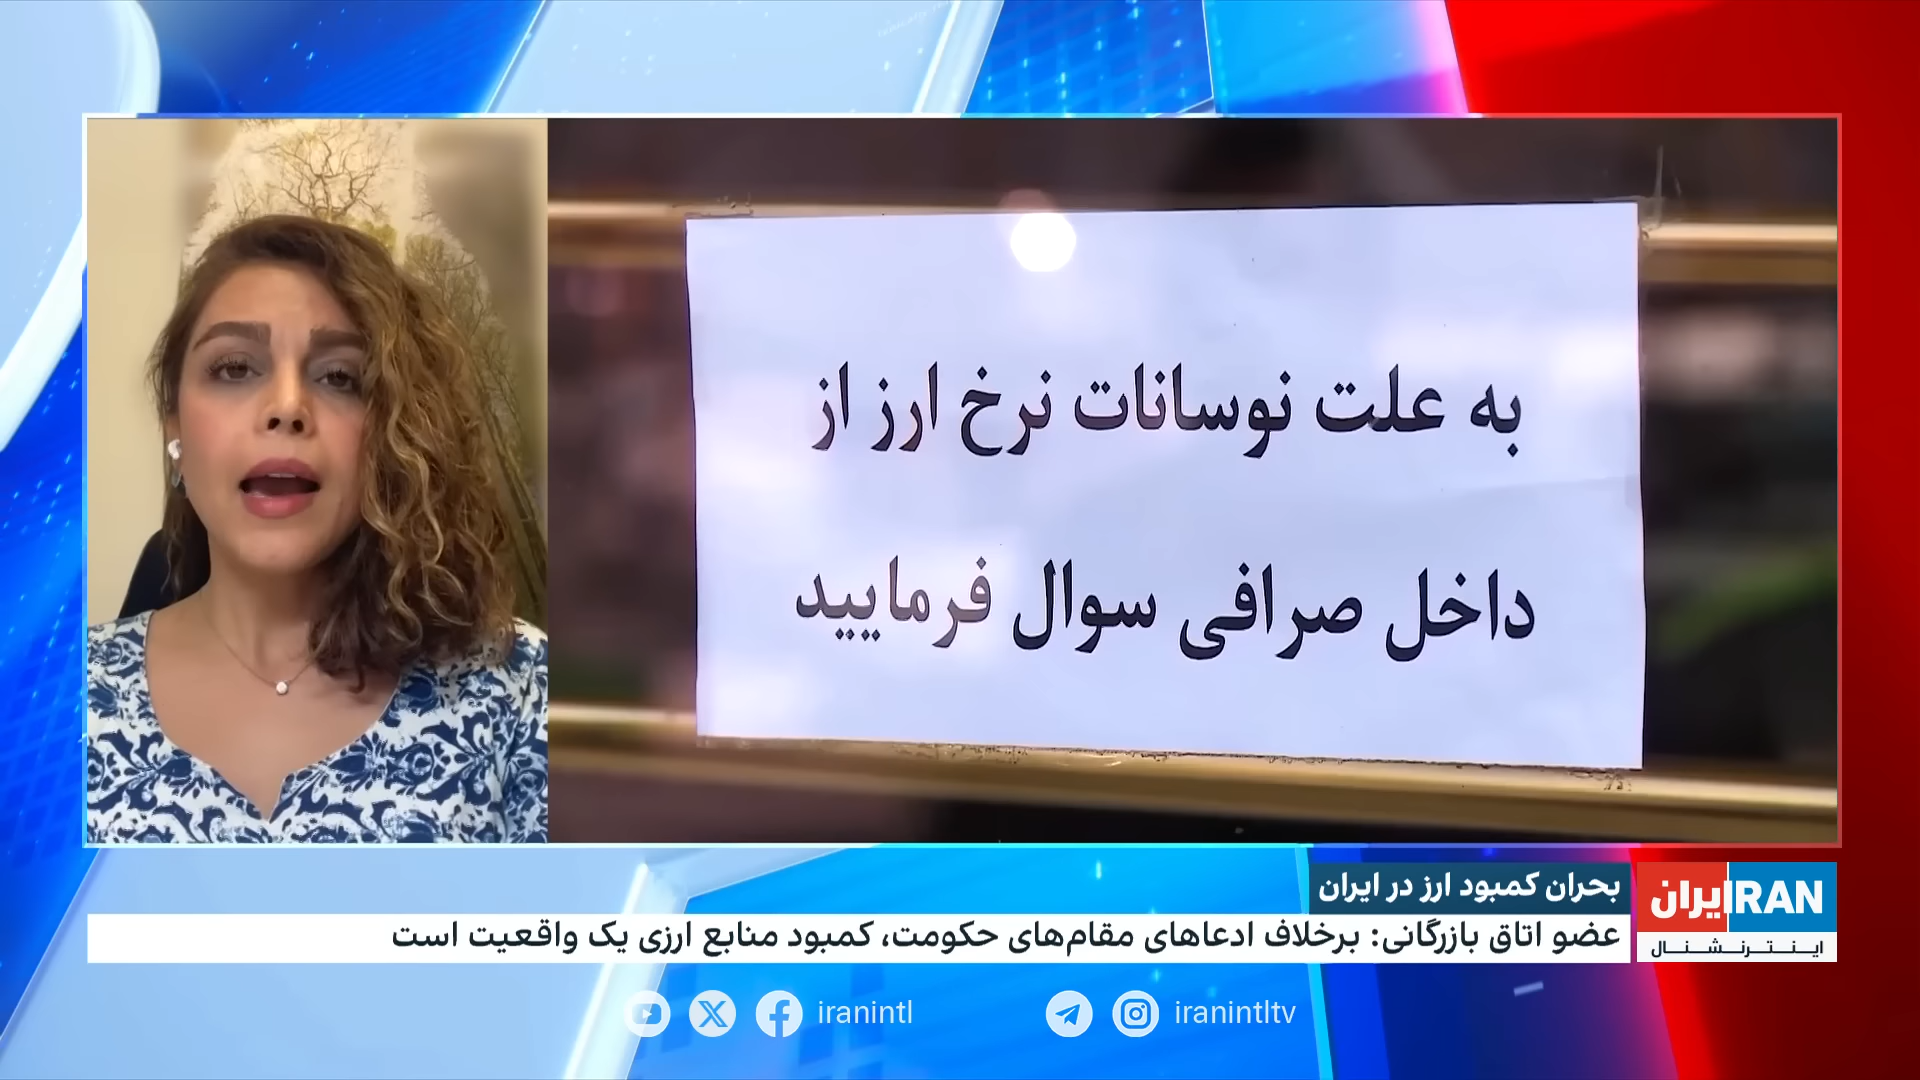 به علت نوسانات نرخ ارز از
داخل صرافی سوال فرمایید
بحران کمبود ارز در ایران
عضو اتاق بازرگانی: برخلاف ادعاهای مقام‌های حکومت، کمبود منابع ارزی یک واقعیت است
ایران IRAN
اینترنشنال
iranintl
iranintltv